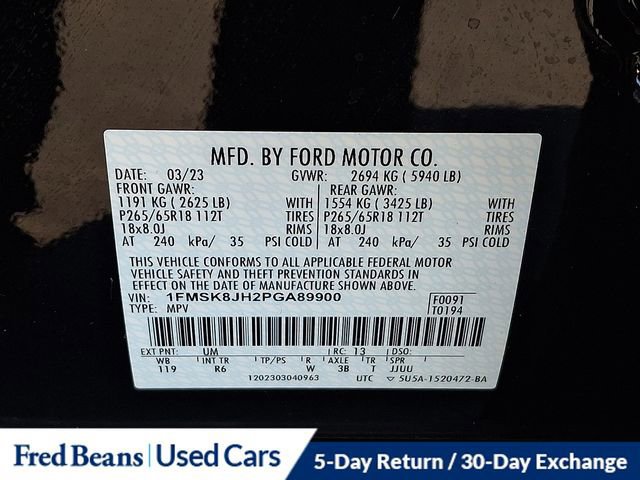 MFD. BY FORD MOTOR CO.
DATE: 03/23 GVWR: 2694 KG ( 5940 LB)
FRONT GAWR: REAR GAWR:
1191 KG ( 2625 LB) WITH 1554 KG ( 3425 LB) WITH
P265/65R18 112T TIRES P265/65R18 112T TIRES
18x8.0J RIMS 18x8.0J RIMS
AT 240 kPa/ 35 PSI COLD AT 240 kPa/ 35 PSI COLD
THIS VEHICLE CONFORMS TO ALL APPLICABLE FEDERAL MOTOR
VEHICLE SAFETY AND THEFT PREVENTION STANDARDS IN
EFFECT ON THE DATE OF MANUFACTURE SHOWN ABOVE.
VIN: 1FMSK8JH2PGA89900 F0091
TYPE: MPV T0194
EXT PNT: UM RC: 13 DSO:
WB INT TR TP/PS R AXLE TR SPR
119 R6 W 3B T JJUU
1202303040963 UTC 5U5A-1520472-BA
Fred Beans Used Cars 5-Day Return / 30-Day Exchange